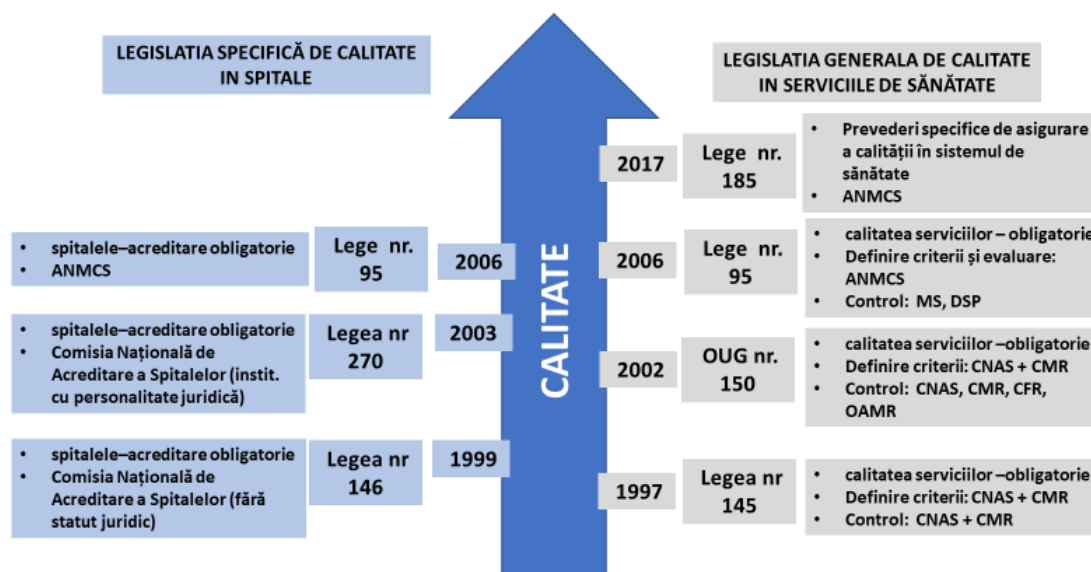 LEGISLATIA SPECIFICĂ DE CALITATE
IN SPITALE
• spitalele–acreditare obligatorie
• ANMCS
Lege nr.
95
2006
• spitalele–acreditare obligatorie
• Comisia Națională de
Acreditare a Spitalelor (instit.
cu personalitate juridică)
Legea nr
270
2003
• spitalele–acreditare obligatorie
• Comisia Națională de
Acreditare a Spitalelor (fără
statut juridic)
Legea nr
146
1999
CALITATE
LEGISLATIA GENERALA DE CALITATE
IN SERVICIILE DE SĂNĂTATE
2017
Lege nr.
185
• Prevederi specifice de asigurare
a calității în sistemul de
sănătate
• ANMCS
2006
Lege nr.
95
• calitatea serviciilor – obligatorie
• Definire criterii și evaluare:
ANMCS
• Control: MS, DSP
2002
OUG nr.
150
• calitatea serviciilor –obligatorie
• Definire criterii: CNAS + CMR
• Control: CNAS, CMR, CFR,
OAMR
1997
Legea nr
145
• calitatea serviciilor –obligatorie
• Definire criterii: CNAS + CMR
• Control: CNAS + CMR